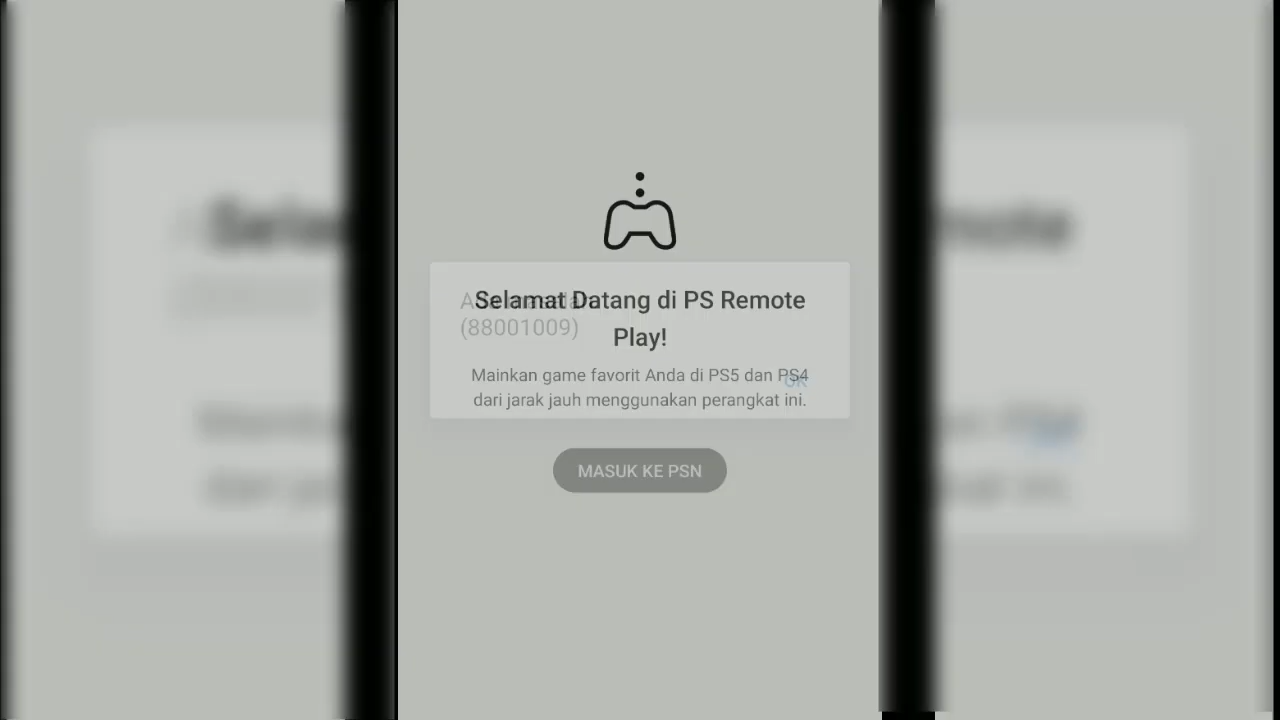 Selamat Datang di PS Remote
Play!
(88001009)
Mainkan game favorit Anda di PS5 dan PS4
dari jarak jauh menggunakan perangkat ini.
OK
MASUK KE PSN